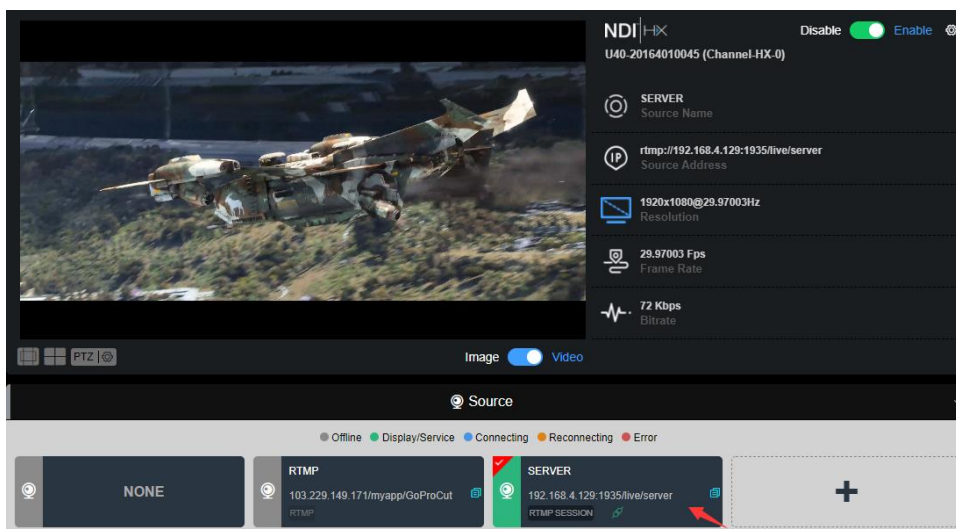 NDI HX
Disable Enable
U40-20164010045 (Channel-HX-0)
SERVER
Source Name
IP
rtmp://192.168.4.129:1935/live/server
Source Address
1920x1080@29.97003Hz
Resolution
29.97003 Fps
Frame Rate
72 Kbps
Bitrate
PTZ
Image Video
Source
Offline Display/Service Connecting Reconnecting Error
NONE
RTMP
103.229.149.171/myapp/GoProCut
RTMP
SERVER
192.168.4.129:1935/live/server
RTMP SESSION
+